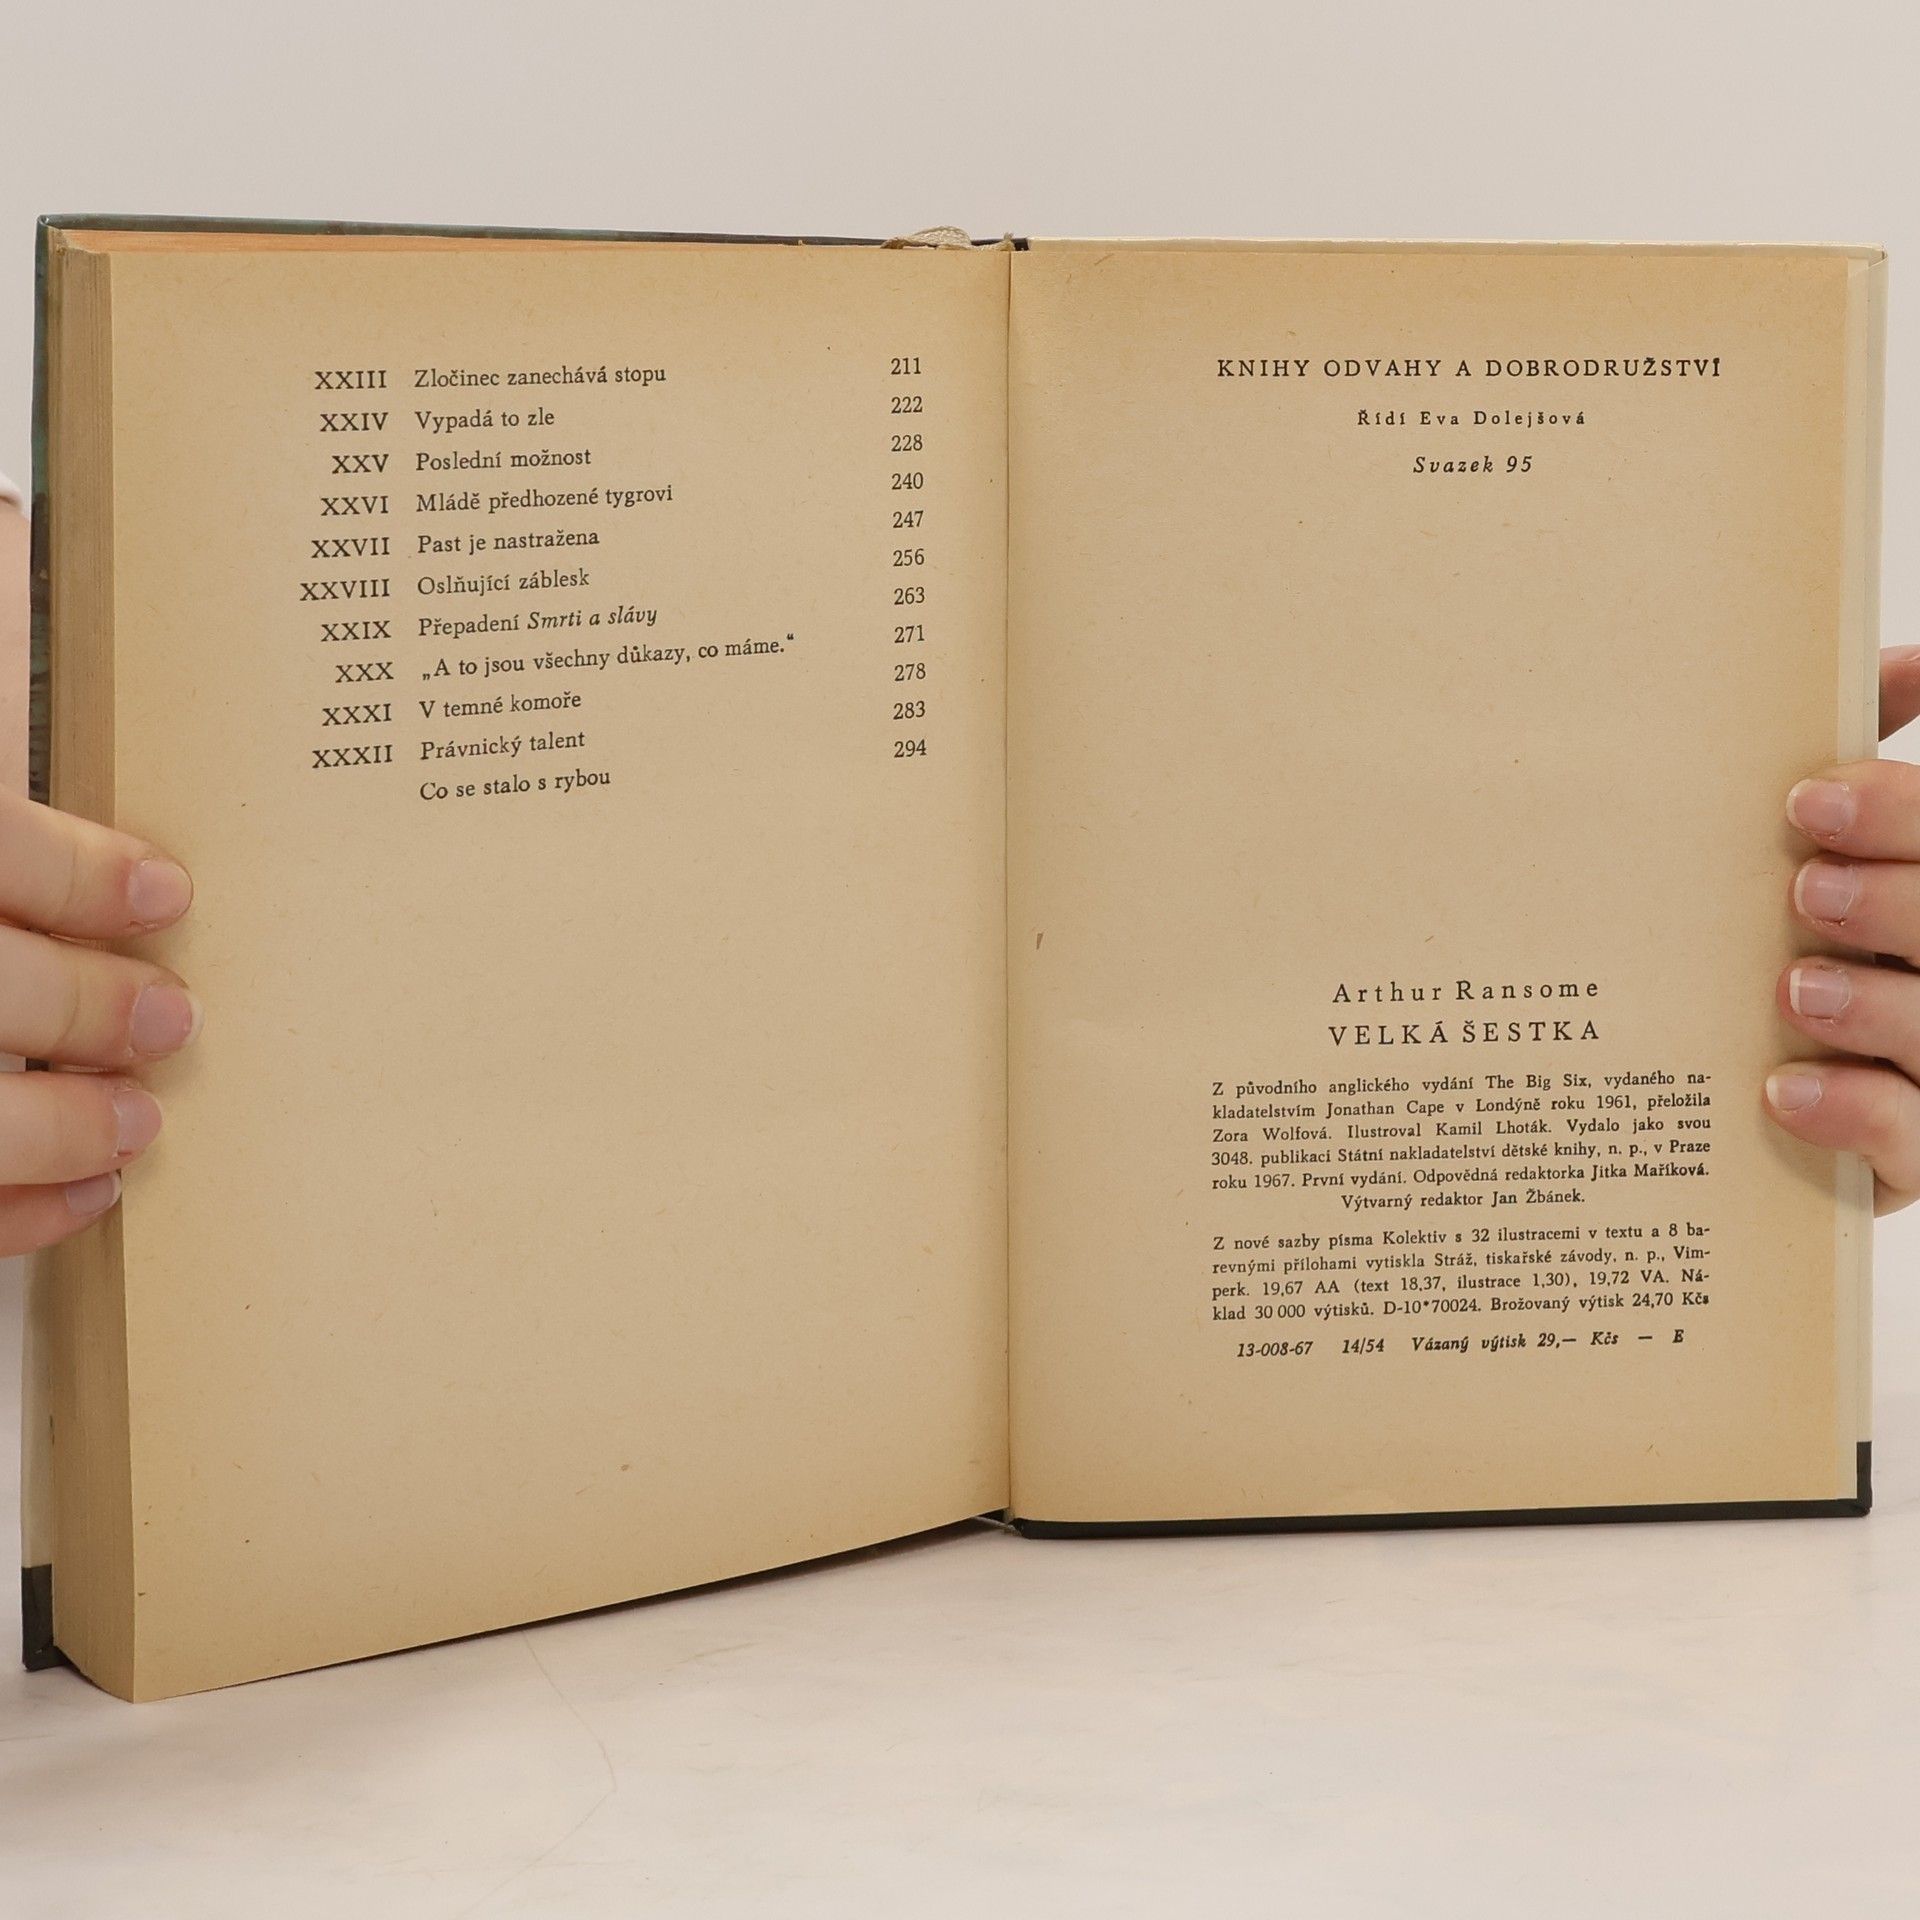 XXIII Zločinec zanechává stopu 211
XXIV Vypadá to zle 222
XXV Poslední možnost 228
XXVI Mládě předhozené tygrovi 240
XXVII Past je nastražena 247
XXVIII Oslňující záblesk 256
XXIX Přepadení Smrti a slávy 263
XXX „A to jsou všechny důkazy, co máme.“ 271
XXXI V temné komoře 278
XXXII Právnický talent 283
Co se stalo s rybou 294
KNIHY ODVAHY A DOBRODRUŽSTVÍ
Řídí Eva Dolejšová
Svazek 95
Arthur Ransome
VELKÁ ŠESTKA
Z původního anglického vydání The Big Six, vydaného na-
kladatelstvím Jonathan Cape v Londýně roku 1961, přeložila
Zora Wolfová. Ilustroval Kamil Lhoták. Vydalo jako svou
3048. publikaci Státní nakladatelství dětské knihy, n. p., v Praze
roku 1967. První vydání. Odpovědná redaktorka Jitka Maříková.
Výtvarný redaktor Jan Žbánek.
Z nové sazby písma Kolektiv s 32 ilustracemi v textu a 8 ba-
revnými přílohami vytiskla Stráž, tiskařské závody, n. p., Vim-
perk. 19,67 AA (text 18,37, ilustrace 1,30), 19,72 VA. Ná-
klad 30 000 výtisků. D-10*70024. Brožovaný výtisk 24,70 Kčs
13-008-67 14/54 Vázaný výtisk 29,— Kčs — E